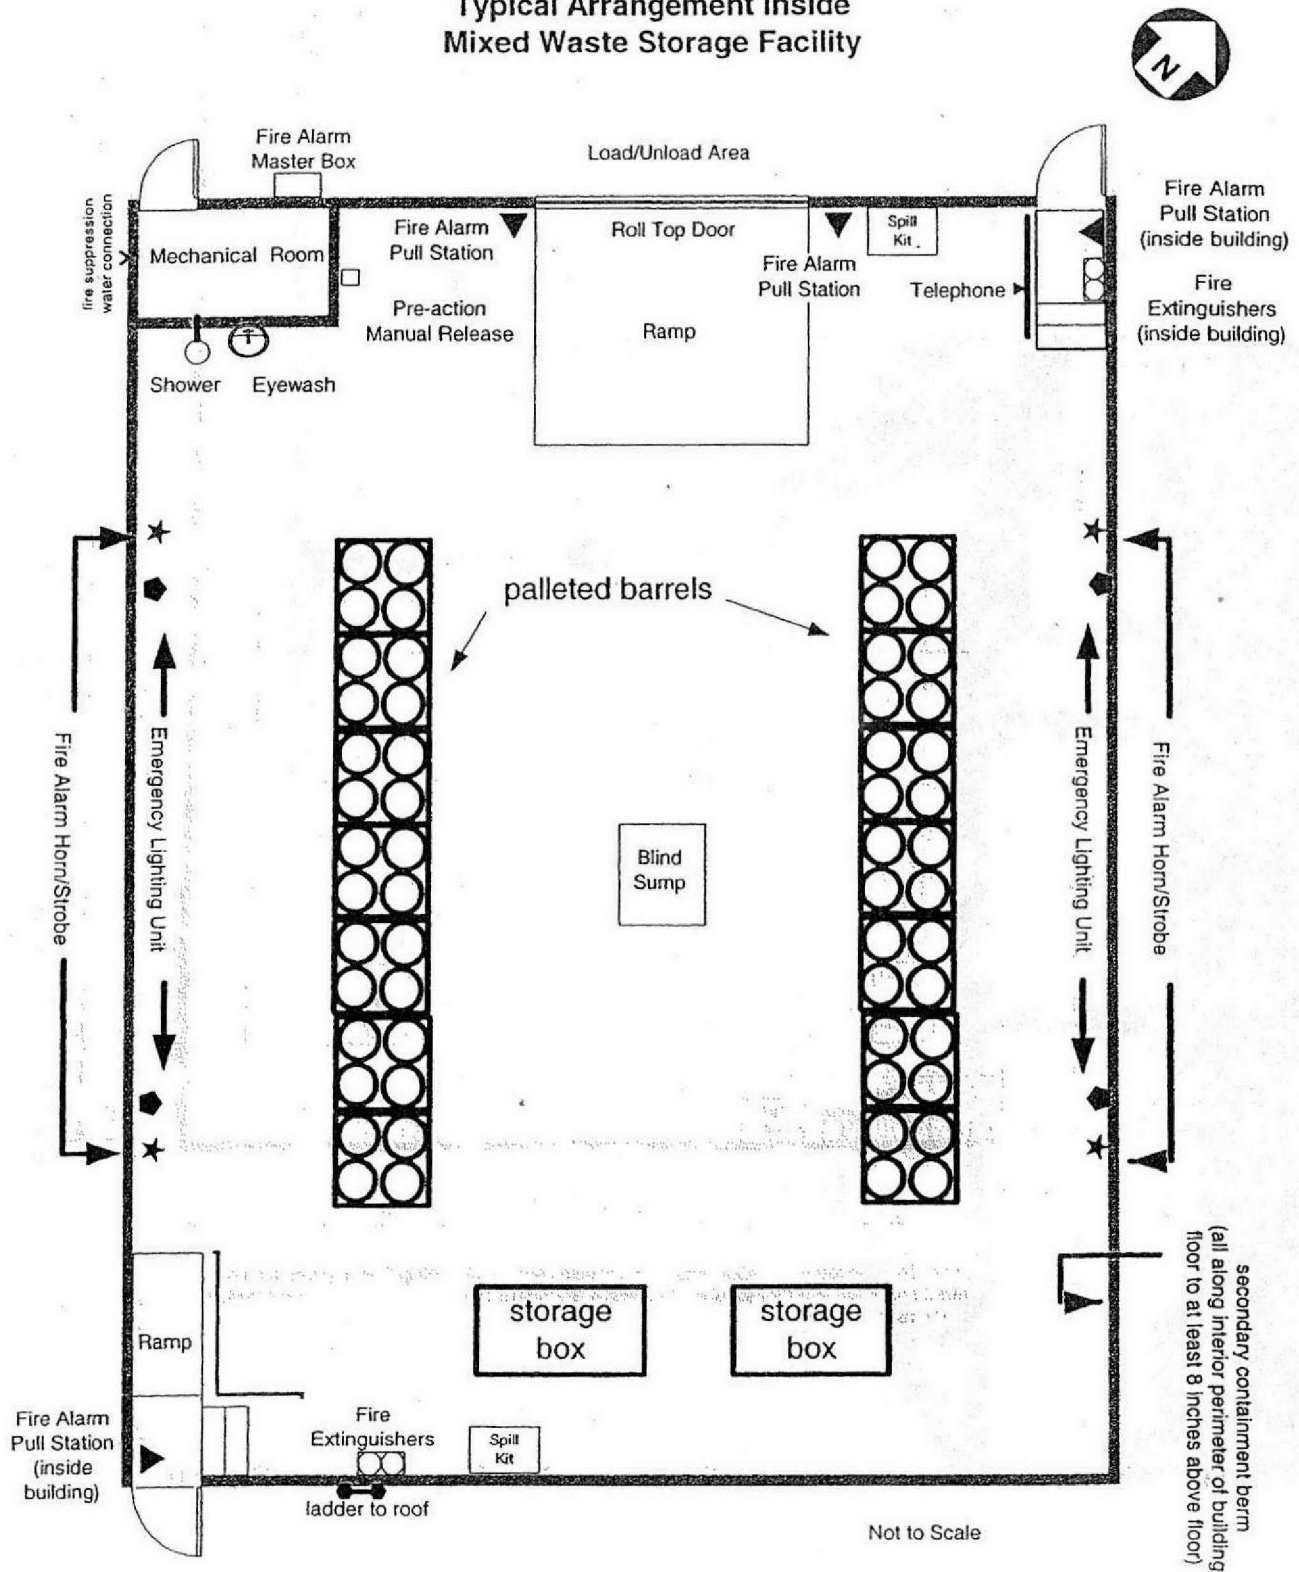 Typical Arrangement Inside
Mixed Waste Storage Facility
N
Fire Alarm
Master Box
Load/Unload Area
fire suppression
water connection
Mechanical Room
Fire Alarm
Pull Station
Roll Top Door
Spill
Kit
Fire Alarm
Pull Station
(inside building)
Fire Alarm
Pull Station
Telephone
Fire
Extinguishers
(inside building)
Pre-action
Manual Release
Ramp
Shower
Eyewash
palleted barrels
Fire Alarm Horn/Strobe
Emergency Lighting Unit
Blind
Sump
Emergency Lighting Unit
Fire Alarm Horn/Strobe
secondary containment berm
(all along interior perimeter of building
floor to at least 8 inches above floor)
storage
box
storage
box
Ramp
Fire Alarm
Pull Station
(inside
building)
Fire
Extinguishers
Spill
Kit
ladder to roof
Not to Scale